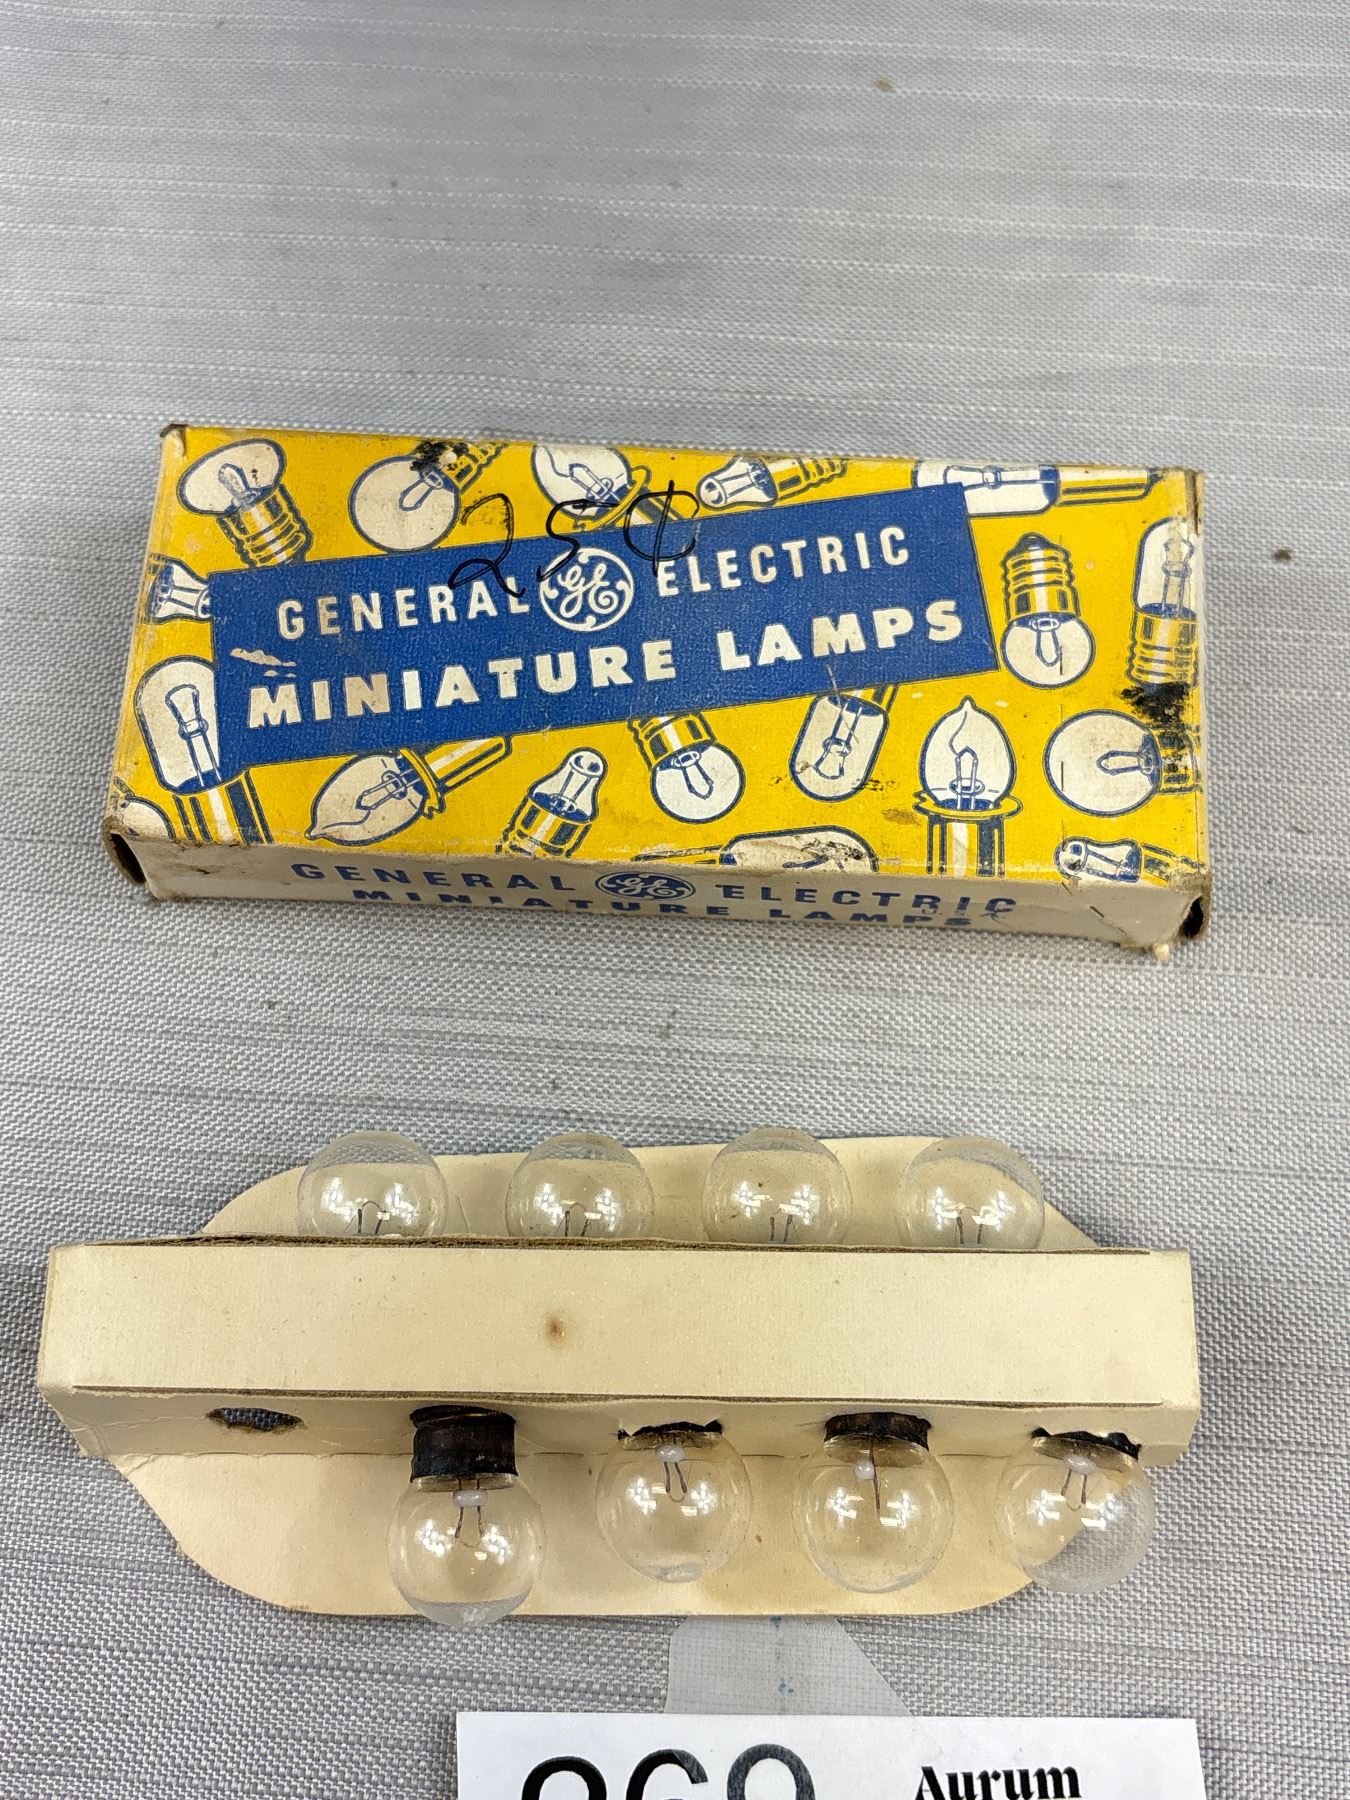 25¢
GENERAL GE ELECTRIC
MINIATURE LAMPS
GENERAL GE ELECTRIC
MINIATURE LAMPS
Aurum